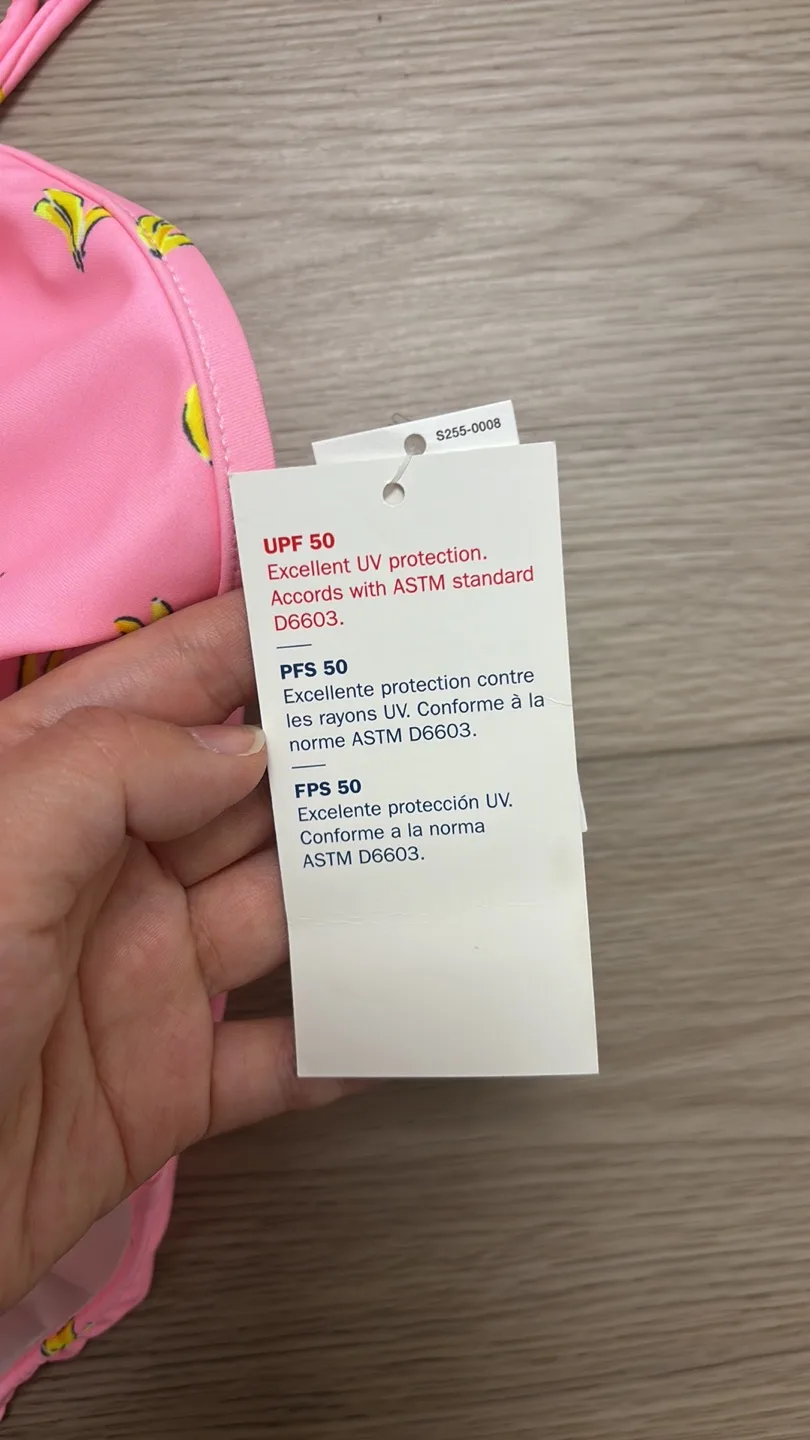 S255-0008
UPF 50
Excellent UV protection.
Accords with ASTM standard
D6603.
PFS 50
Excellente protection contre
les rayons UV. Conforme à la
norme ASTM D6603.
FPS 50
Excelente protección UV.
Conforme a la norma
ASTM D6603.